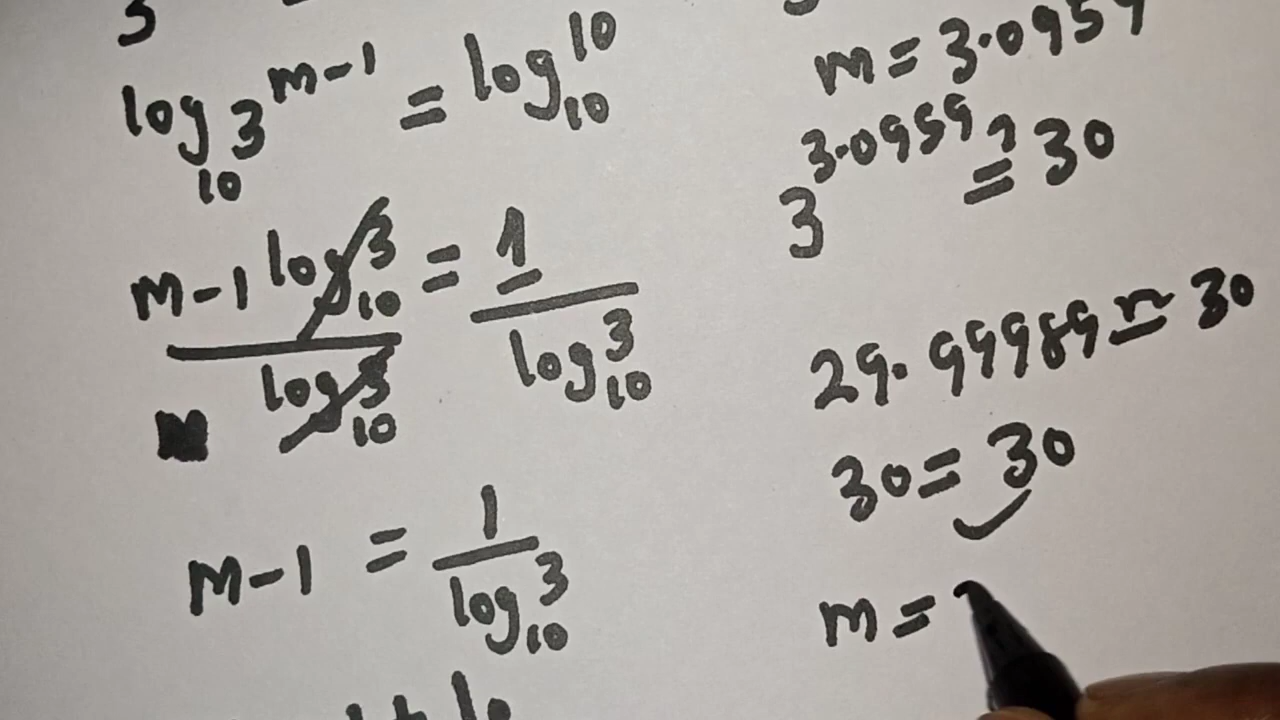 3
log₁₀ 3^(m-1) = log₁₀ 10
m-1 log₁₀ 3 / log₁₀ 3 = 1 / log₁₀ 3
m-1 = 1 / log₁₀ 3
m = 3.0959
3^3.0959 ≟ 30
29.99989 ≃ 30
30 = 30
m =